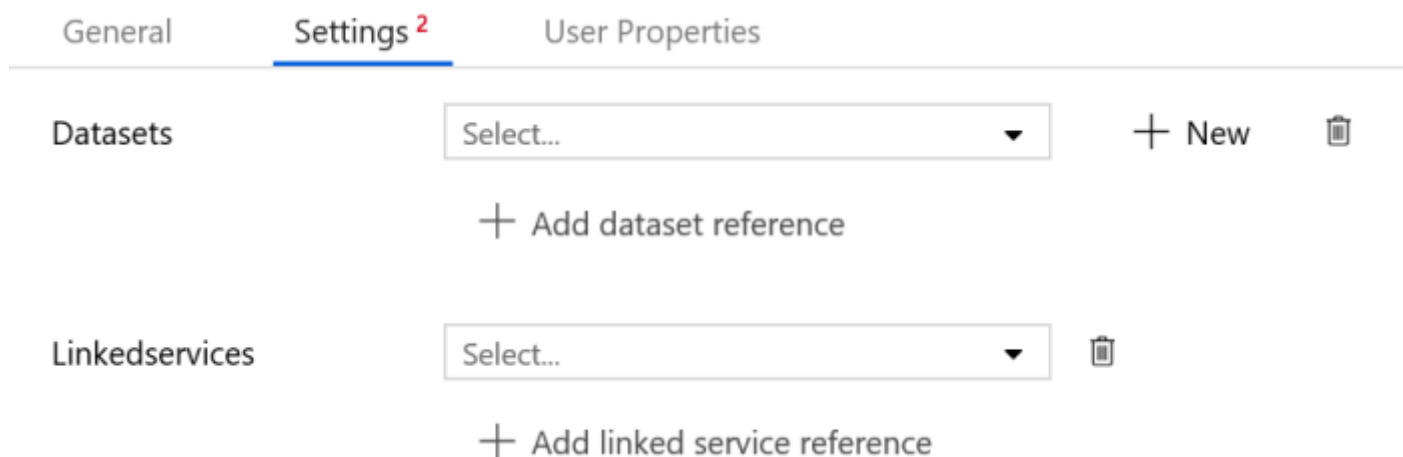 General Settings 2 User Properties
Datasets Select... + New
+ Add dataset reference
Linkedservices Select...
+ Add linked service reference